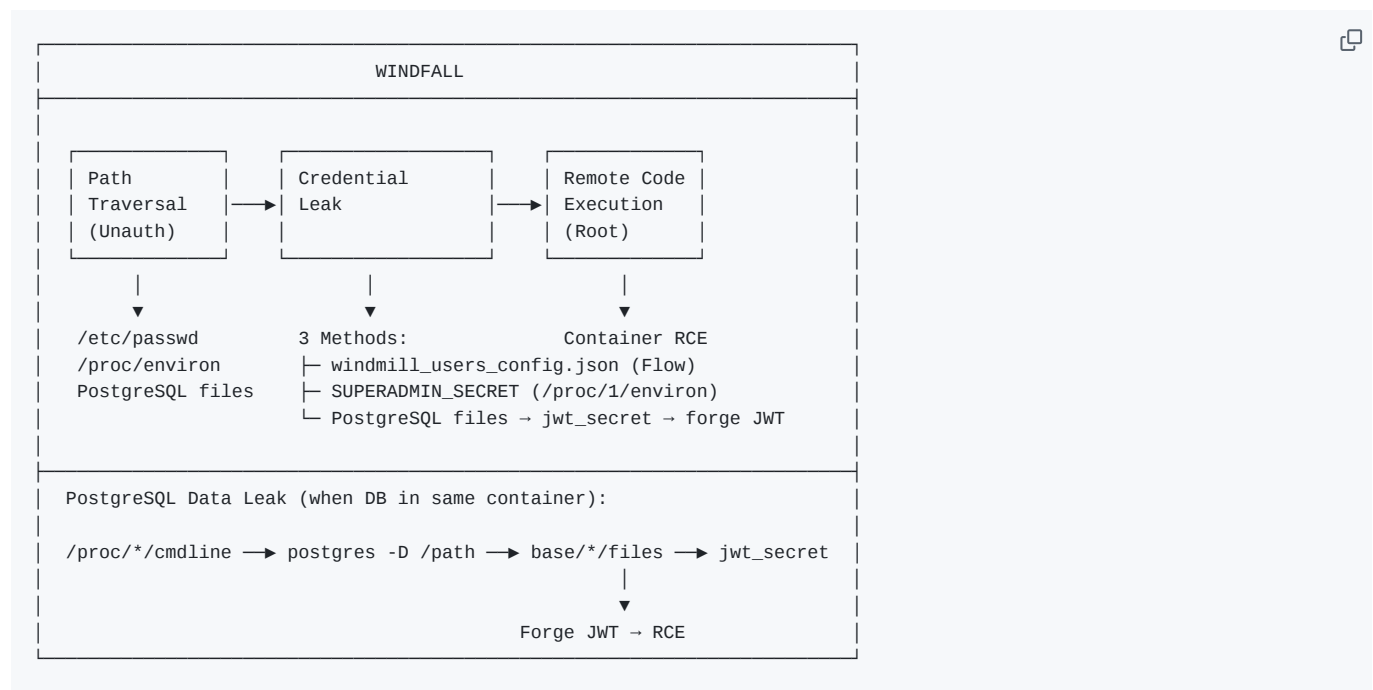 WINDFALL
Path Credential Remote Code
Traversal Leak Execution
(Unauth) (Root)
/etc/passwd 3 Methods: Container RCE
/proc/environ ├─ windmill_users_config.json (Flow)
PostgreSQL files ├─ SUPERADMIN_SECRET (/proc/1/environ)
└─ PostgreSQL files → jwt_secret → forge JWT
PostgreSQL Data Leak (when DB in same container):
/proc/*/cmdline ──► postgres -D /path ──► base/*/files ──► jwt_secret
Forge JWT → RCE